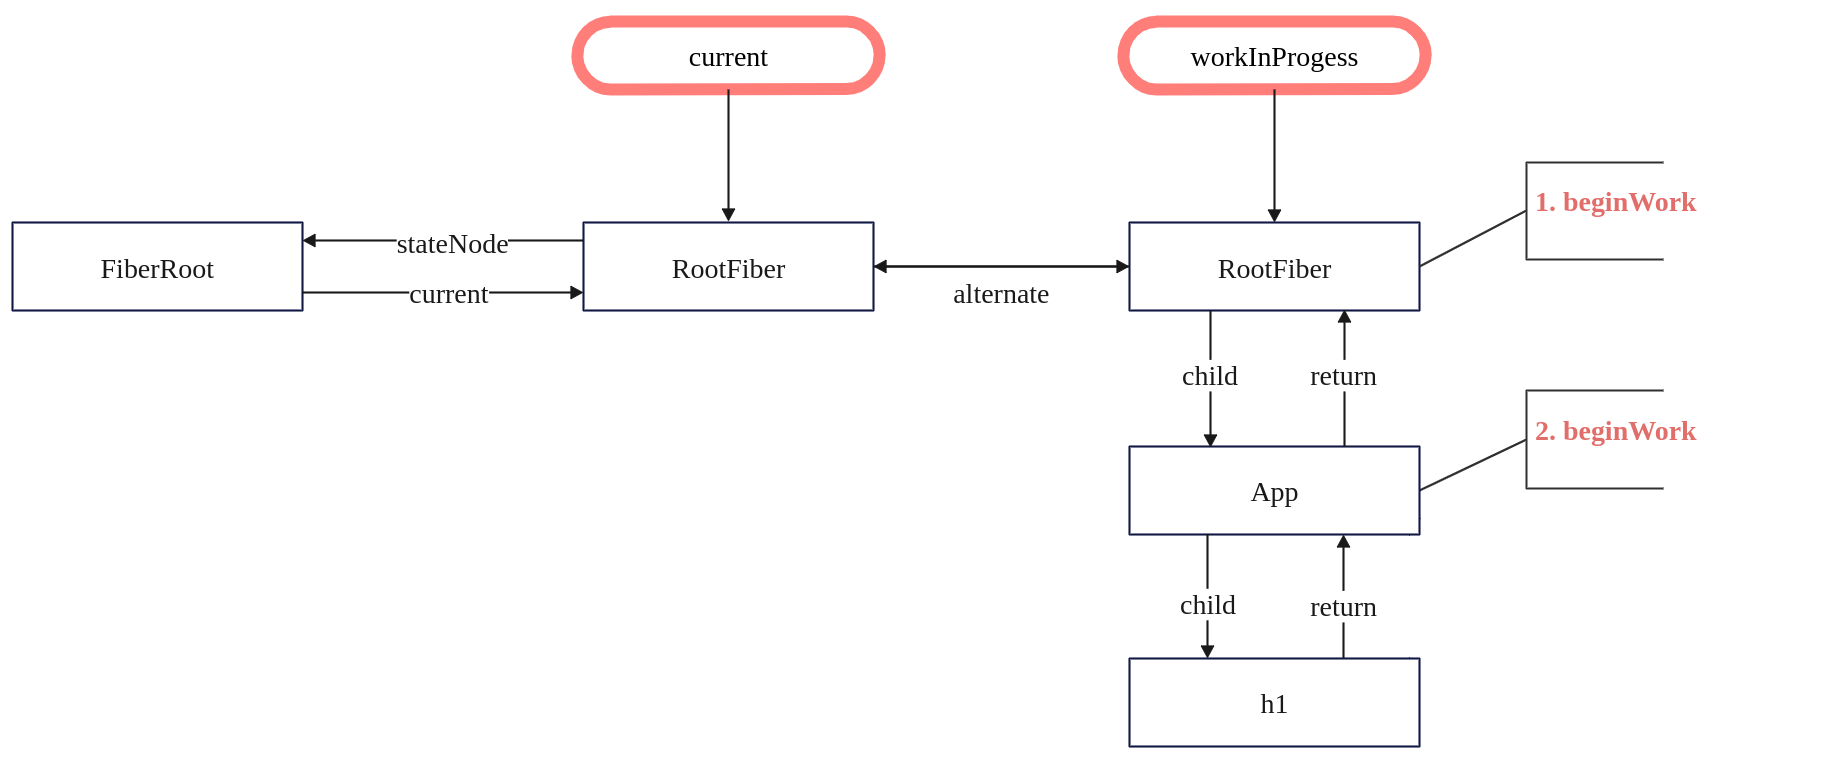 current
workInProgess
1. beginWork
FiberRoot
stateNode
current
RootFiber
alternate
RootFiber
child
return
2. beginWork
App
child
return
h1